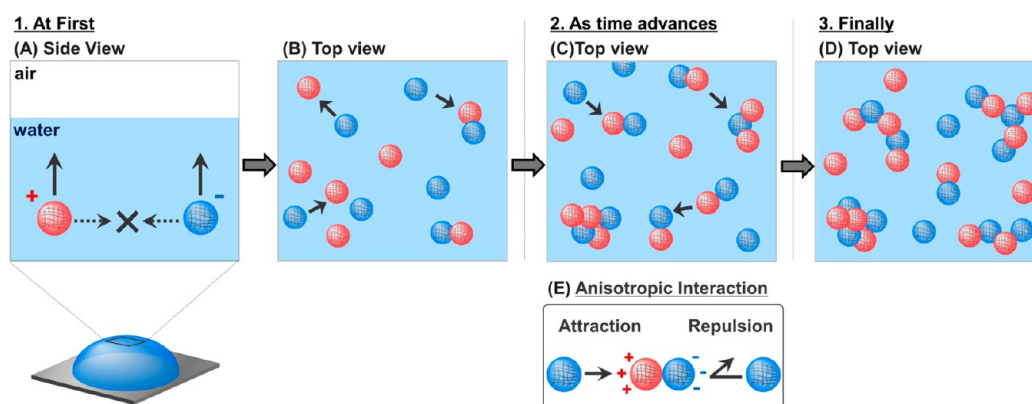 1. At First
(A) Side View
air
water
+
-
(B) Top view
2. As time advances
(C)Top view
3. Finally
(D) Top view
(E) Anisotropic Interaction
Attraction
Repulsion
+
+
+
-
-
-